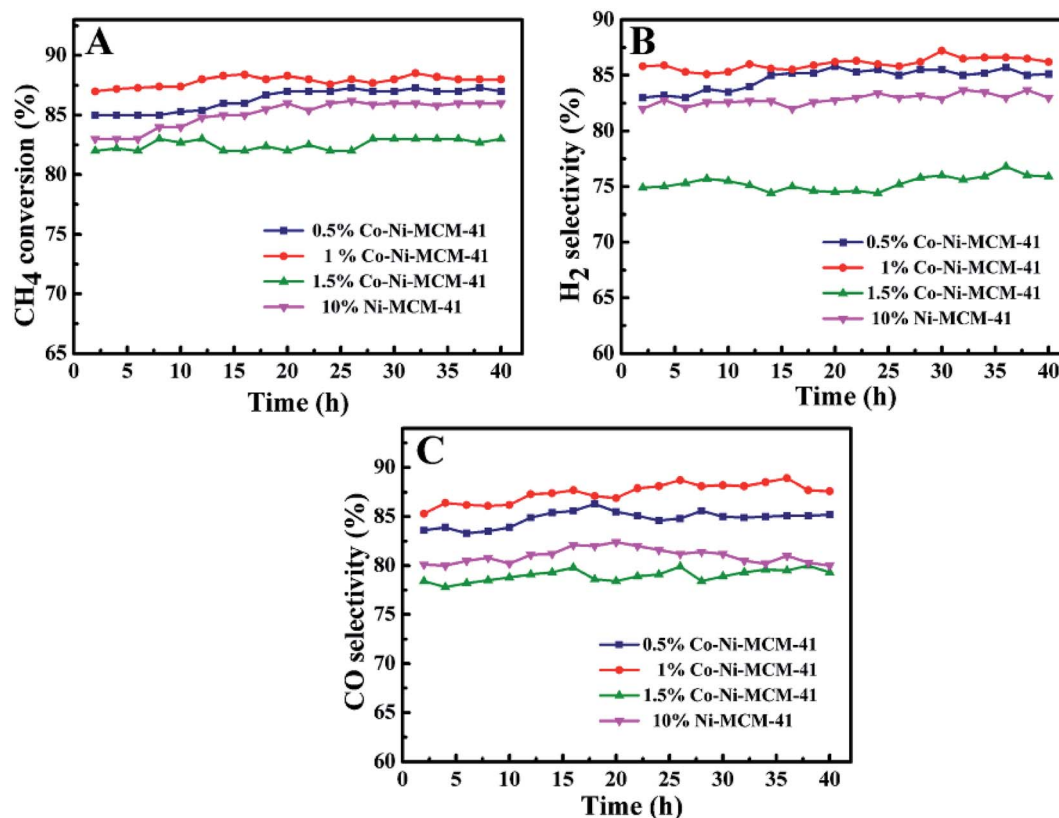 A
CH4 conversion (%)
90
85
80
75
70
65
0 5 10 15 20 25 30 35 40
Time (h)
0.5% Co-Ni-MCM-41
1 % Co-Ni-MCM-41
1.5% Co-Ni-MCM-41
10% Ni-MCM-41
B
H2 selectivity (%)
90
85
80
75
70
65
60
0 5 10 15 20 25 30 35 40
Time (h)
0.5% Co-Ni-MCM-41
1% Co-Ni-MCM-41
1.5% Co-Ni-MCM-41
10% Ni-MCM-41
C
CO selectivity (%)
90
85
80
75
70
65
60
0 5 10 15 20 25 30 35 40
Time (h)
0.5% Co-Ni-MCM-41
1% Co-Ni-MCM-41
1.5% Co-Ni-MCM-41
10% Ni-MCM-41